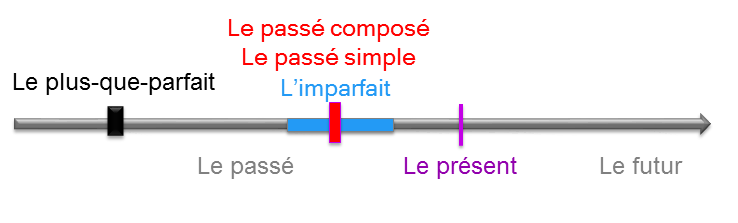 Le passé composé
Le passé simple
Le plus-que-parfait
L'imparfait
Le passé
Le présent
Le futur